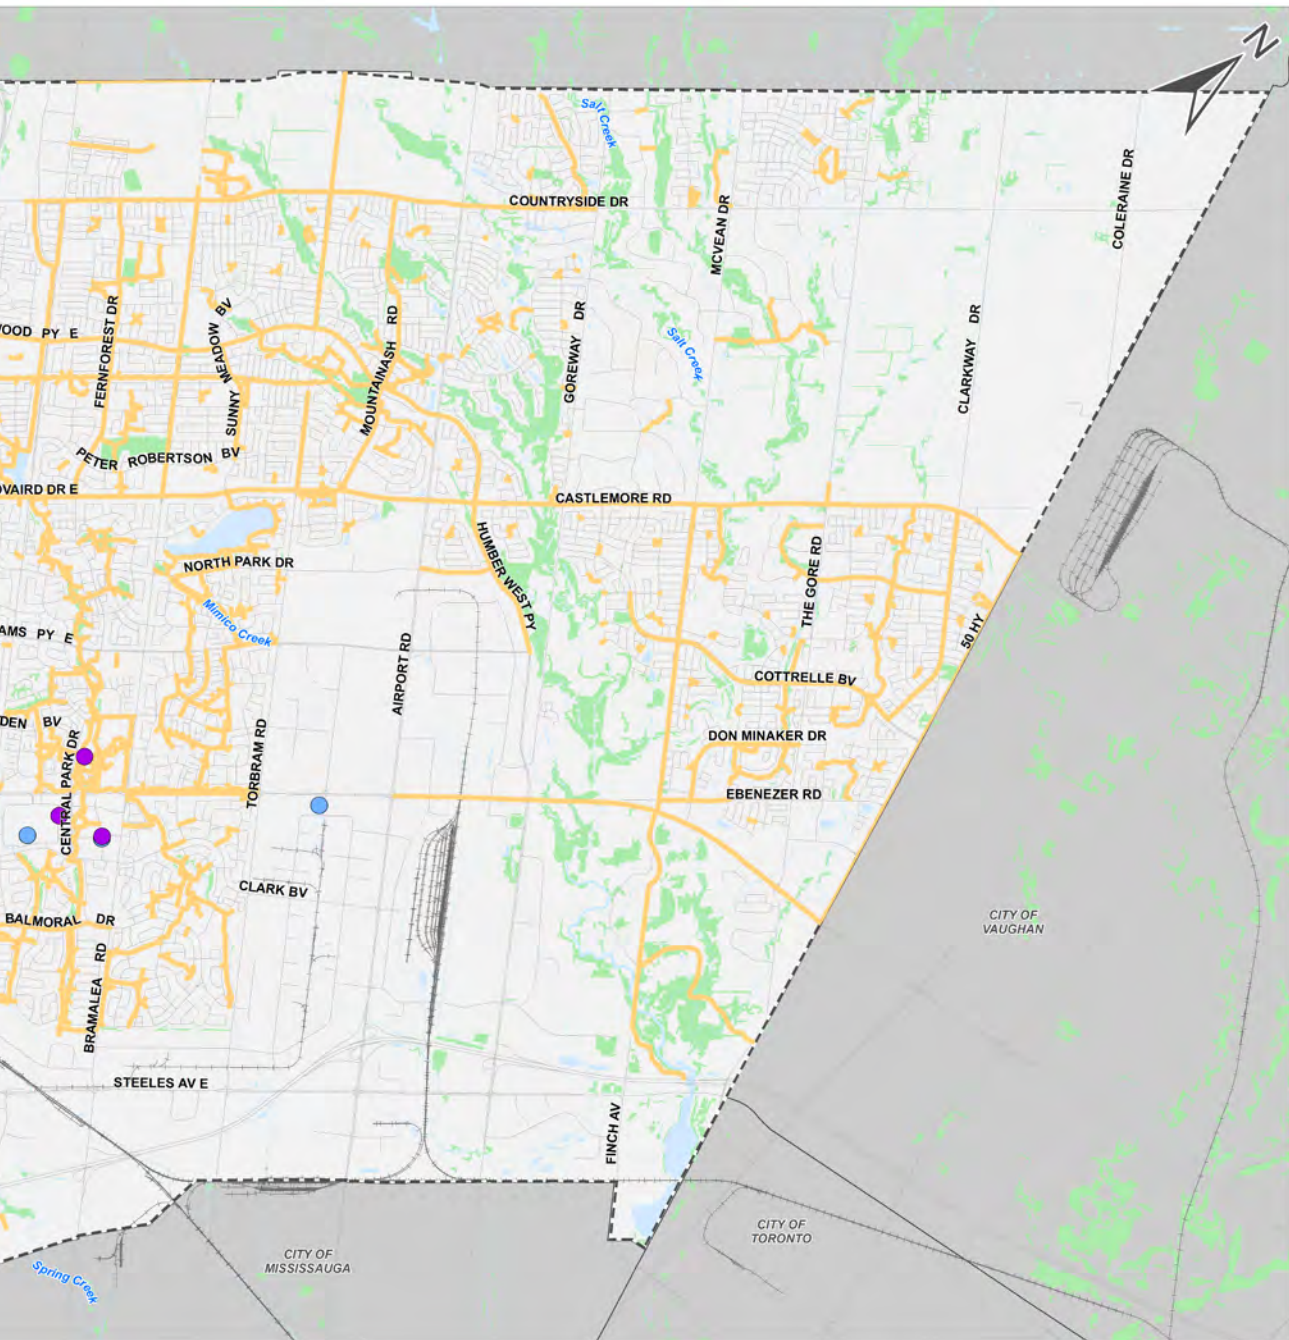 N
Salt Creek
COLERAINE DR
COUNTRYSIDE DR
MCVEAN DR
FERNFOREST DR
SUNNY MEADOW BV
MOUNTAINASH RD
GOREWAY DR
CLARKWAY DR
OOD PY E
Salt Creek
PETER ROBERTSON BV
OVAIRD DR E
CASTLEMORE RD
HUMBER WEST PY
NORTH PARK DR
THE GORE RD
Mimico Creek
AMS PY E
50 HY
AIRPORT RD
COTTRELLE BV
DEN BV
CENTRAL PARK DR
TORBRAM RD
DON MINAKER DR
EBENEZER RD
CLARK BV
BALMORAL DR
CITY OF
VAUGHAN
BRAMALEA RD
STEELES AV E
FINCH AV
CITY OF
TORONTO
CITY OF
MISSISSAUGA
Spring Creek